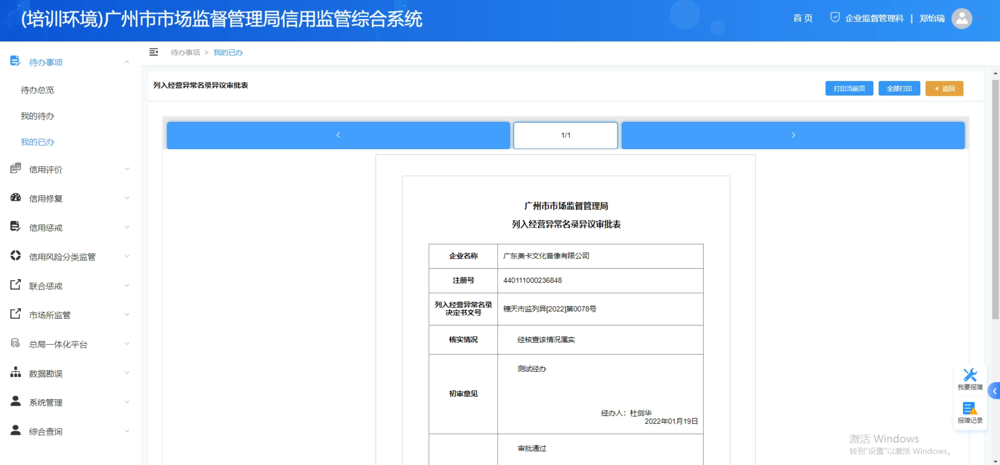 (培训环境)广州市市场监督管理局信用监管综合系统
首页
企业监督管理科 | 郑怡瑞
待办事项
待办总览
我的待办
我的已办
信用评价
信用修复
信用惩戒
信用风险分类监管
联合惩戒
市场所监管
总局一体化平台
数据勘误
系统管理
综合查询
待办事项 > 我的已办
列入经营异常名录异议审批表
打印当前页
全部打印
返回
1/1
广州市市场监督管理局
列入经营异常名录异议审批表
企业名称 广东美卡文化音像有限公司
注册号 440111000236848
列入经营异常名录
决定书文号
穗天市监列异[2022]第0078号
核实情况 经核查该情况属实
初审意见
测试经办
经办人：杜剑华
2022年01月19日
审批通过
我要报障
报障记录
激活 Windows
转到"设置"以激活 Windows。